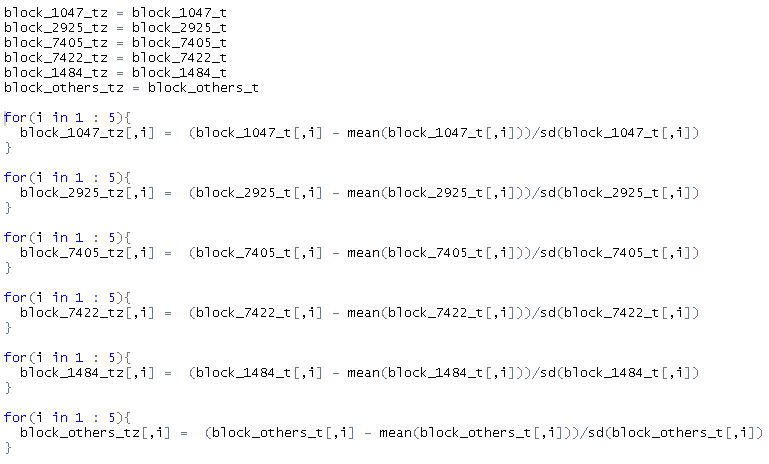 block_1047_tz = block_1047_t
block_2925_tz = block_2925_t
block_7405_tz = block_7405_t
block_7422_tz = block_7422_t
block_1484_tz = block_1484_t
block_others_tz = block_others_t
for(i in 1 : 5){
block_1047_tz[,i] =  (block_1047_t[,i] - mean(block_1047_t[,i]))/sd(block_1047_t[,i])
}
for(i in 1 : 5){
block_2925_tz[,i] =  (block_2925_t[,i] - mean(block_2925_t[,i]))/sd(block_2925_t[,i])
}
for(i in 1 : 5){
block_7405_tz[,i] =  (block_7405_t[,i] - mean(block_7405_t[,i]))/sd(block_7405_t[,i])
}
for(i in 1 : 5){
block_7422_tz[,i] =  (block_7422_t[,i] - mean(block_7422_t[,i]))/sd(block_7422_t[,i])
}
for(i in 1 : 5){
block_1484_tz[,i] =  (block_1484_t[,i] - mean(block_1484_t[,i]))/sd(block_1484_t[,i])
}
for(i in 1 : 5){
block_others_tz[,i] =  (block_others_t[,i] - mean(block_others_t[,i]))/sd(block_others_t[,i])
}